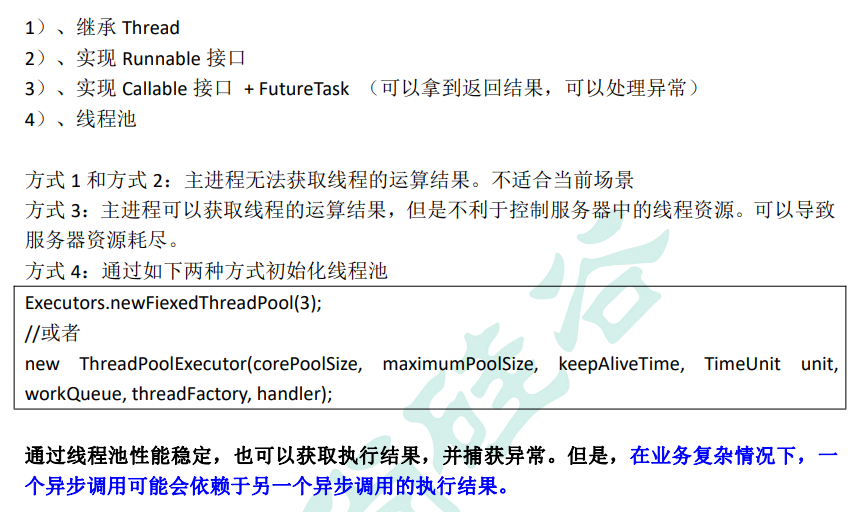 1）、继承 Thread
2）、实现 Runnable 接口
3）、实现 Callable 接口 + FutureTask （可以拿到返回结果，可以处理异常）
4）、线程池
方式 1 和方式 2：主进程无法获取线程的运算结果。不适合当前场景
方式 3：主进程可以获取线程的运算结果，但是不利于控制服务器中的线程资源。可以导致
服务器资源耗尽。
方式 4：通过如下两种方式初始化线程池
Executors.newFiexedThreadPool(3);
//或者
new ThreadPoolExecutor(corePoolSize, maximumPoolSize, keepAliveTime, TimeUnit unit,
workQueue, threadFactory, handler);
通过线程池性能稳定，也可以获取执行结果，并捕获异常。但是，在业务复杂情况下，一
个异步调用可能会依赖于另一个异步调用的执行结果。
尚硅谷